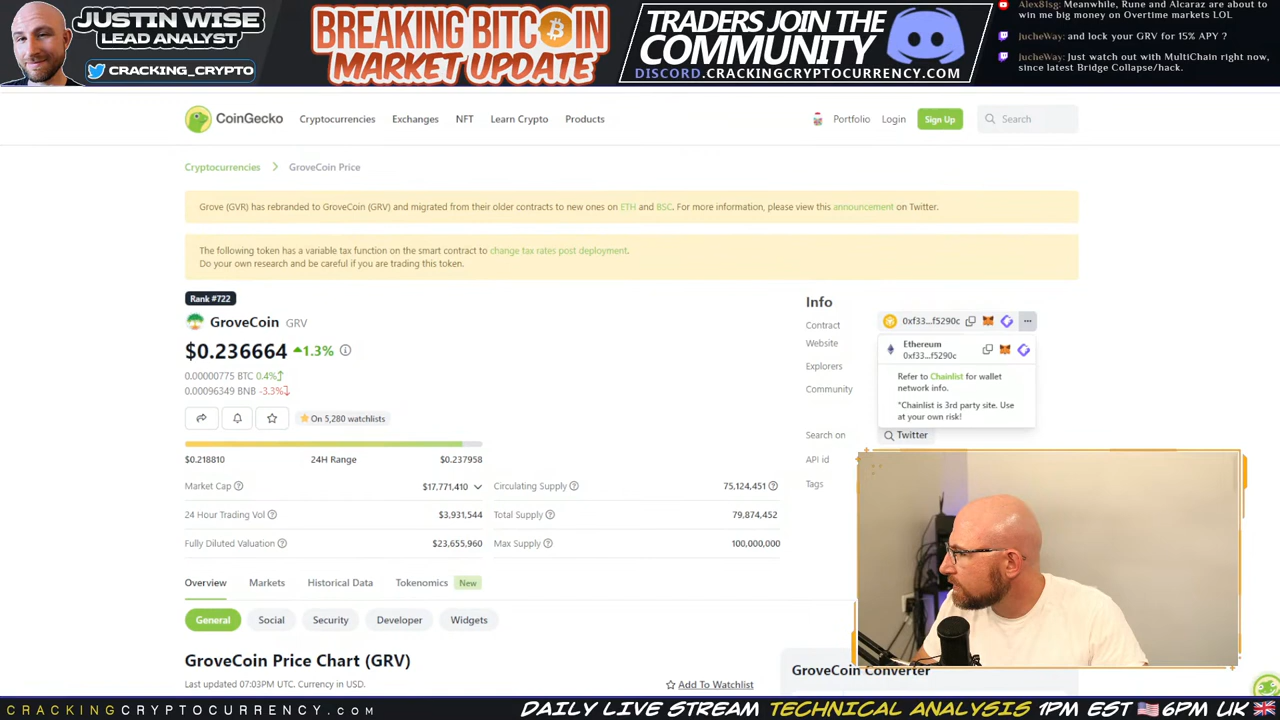 JUSTIN WISE
LEAD ANALYST
CRACKING_CRYPTO
BREAKING BITCOIN
MARKET UPDATE
TRADERS JOIN THE
COMMUNITY
DISCORD.CRACKINGCRYPTOCURRENCY.COM
Alex8lsg: Meanwhile, Rune and Alcaraz are about to
win me big money on Overtime markets LOL
JucheWay: and lock your GRV for 15% APY ?
JucheWay: Just watch out with MultiChain right now,
since latest Bridge Collapse/hack.
CoinGecko Cryptocurrencies Exchanges NFT Learn Crypto Products Portfolio Login Sign Up Search
Cryptocurrencies GroveCoin Price
Grove (GVR) has rebranded to GroveCoin (GRV) and migrated from their older contracts to new ones on ETH and BSC. For more information, please view this announcement on Twitter.
The following token has a variable tax function on the smart contract to change tax rates post deployment.
Do your own research and be careful if you are trading this token.
Rank #722
GroveCoin GRV
$0.236664 1.3%
0.00000775 BTC 0.4%
0.00096349 BNB -3.3%
On 5,280 watchlists
$0.218810 24H Range $0.237958
Market Cap $17,771,410
24 Hour Trading Vol $3,931,544
Fully Diluted Valuation $23,655,960
Circulating Supply 75,124,451
Total Supply 79,874,452
Max Supply 100,000,000
Info
Contract 0xf33...f5290c
Website
Explorers
Community
Ethereum
0xf33...f5290c
Refer to Chainlist for wallet
network info.
*Chainlist is 3rd party site. Use
at your own risk!
Search on Twitter
API id
Tags
Overview Markets Historical Data Tokenomics New
General Social Security Developer Widgets
GroveCoin Price Chart (GRV)
Last updated 07:03PM UTC. Currency in USD.
Add To Watchlist
GroveCoin Converter
CRACKINGCRYPTOCURRENCY.COM
DAILY LIVE STREAM TECHNICAL ANALYSIS 1PM EST 6PM UK